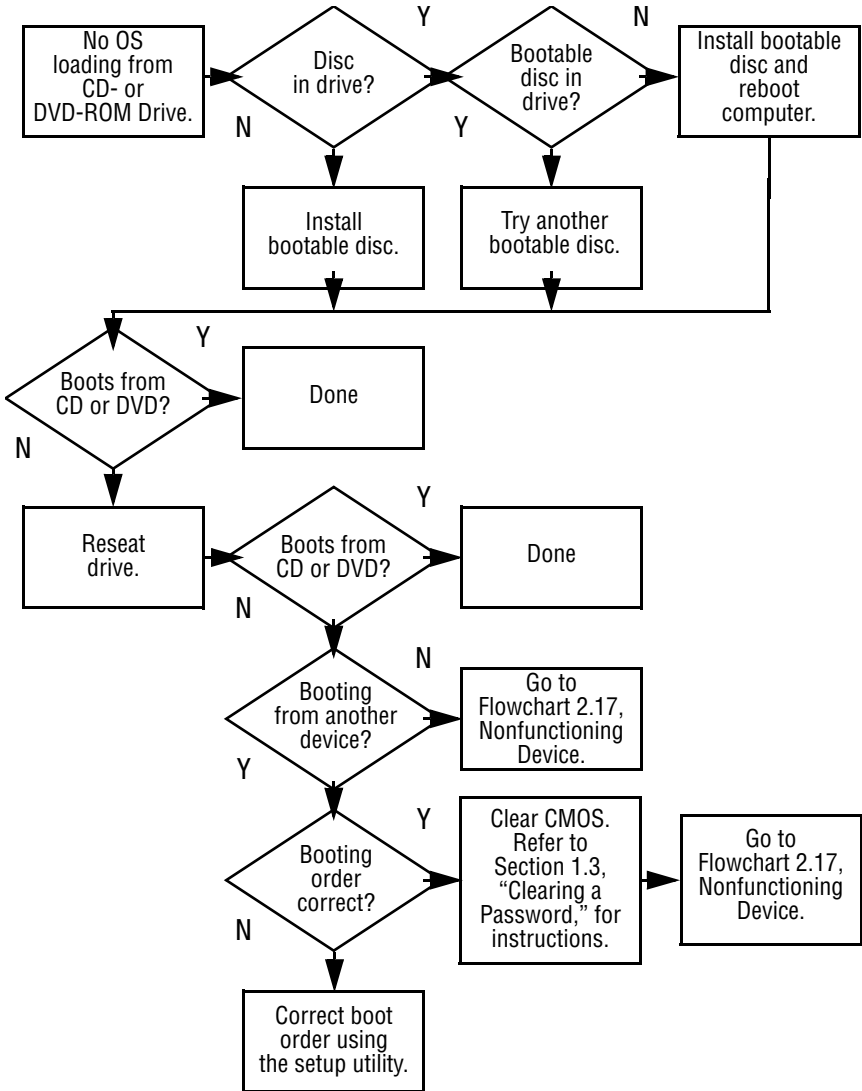 No OS
loading from
CD- or
DVD-ROM Drive.
Disc
in drive?
Y
N
Bootable
disc in
drive?
N
Y
Install bootable
disc and
reboot
computer.
Install
bootable disc.
Try another
bootable disc.
Boots from
CD or DVD?
Y
N
Done
Reseat
drive.
Boots from
CD or DVD?
Y
N
Done
Booting
from another
device?
N
Y
Go to
Flowchart 2.17,
Nonfunctioning
Device.
Booting
order
correct?
Y
N
Clear CMOS.
Refer to
Section 1.3,
“Clearing a
Password,” for
instructions.
Go to
Flowchart 2.17,
Nonfunctioning
Device.
Correct boot
order using
the setup utility.